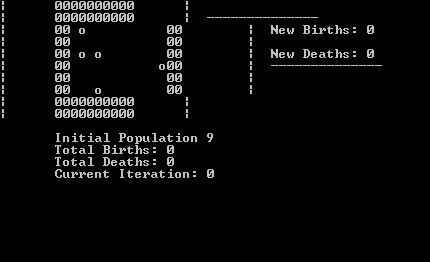 ¦ 0000000000 ¦
¦ 0000000000 ¦ --------------
¦ 00 o 00 ¦ New Births: 0
¦ 00 00 ¦
¦ 00 o o 00 ¦ New Deaths: 0
¦ 00 o00 ¦ --------------
¦ 00 00 ¦
¦ 00 o 00 ¦
¦ 0000000000 ¦
¦ 0000000000 ¦
Initial Population 9
Total Births: 0
Total Deaths: 0
Current Iteration: 0